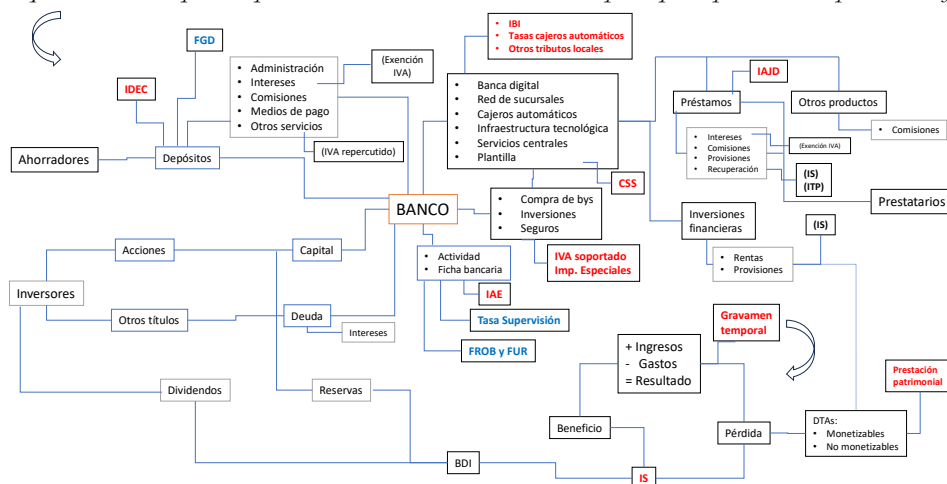 FGD
IDEC
• Administración
• Intereses
• Comisiones
• Medios de pago
• Otros servicios
(Exención
IVA)
(IVA repercutido)
Ahorradores
Depósitos
• IBI
• Tasas cajeros automáticos
• Otros tributos locales
• Banca digital
• Red de sucursales
• Cajeros automáticos
• Infraestructura tecnológica
• Servicios centrales
• Plantilla
CSS
IAJD
Préstamos
Otros productos
• Comisiones
• Intereses
• Comisiones
• Provisiones
• Recuperación
(Exención IVA)
(IS)
(ITP)
Prestatarios
BANCO
• Compra de bys
• Inversiones
• Seguros
IVA soportado
Imp. Especiales
Inversiones
financieras
(IS)
• Rentas
• Provisiones
Acciones
Capital
• Actividad
• Ficha bancaria
IAE
Tasa Supervisión
FROB y FUR
Inversores
Otros títulos
Deuda
Intereses
Gravamen
temporal
+ Ingresos
- Gastos
= Resultado
Dividendos
Reservas
Beneficio
Pérdida
Prestación
patrimonial
DTAs:
• Monetizables
• No monetizables
BDI
IS